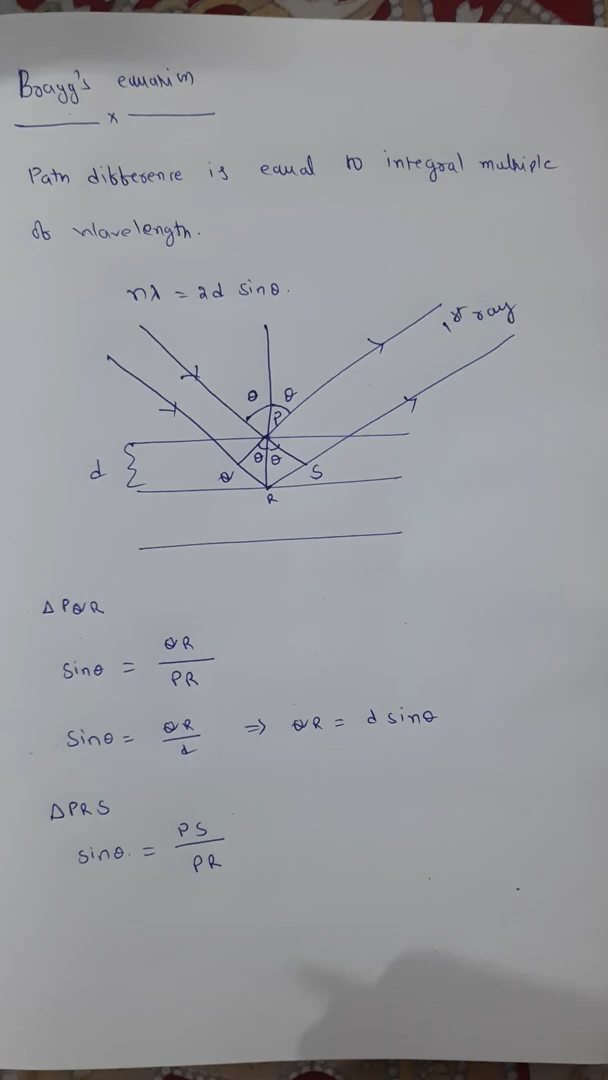 Bragg's equation
x
Path difference is equal to integral multiple
of wavelength.
nλ = 2d sinθ.
x ray
θ θ
P
d
θ θ
Q S
R
Δ PQR
sinθ = QR / PR
sinθ = QR / d ⇒ QR = d sinθ
Δ PRS
sinθ. = PS / PR